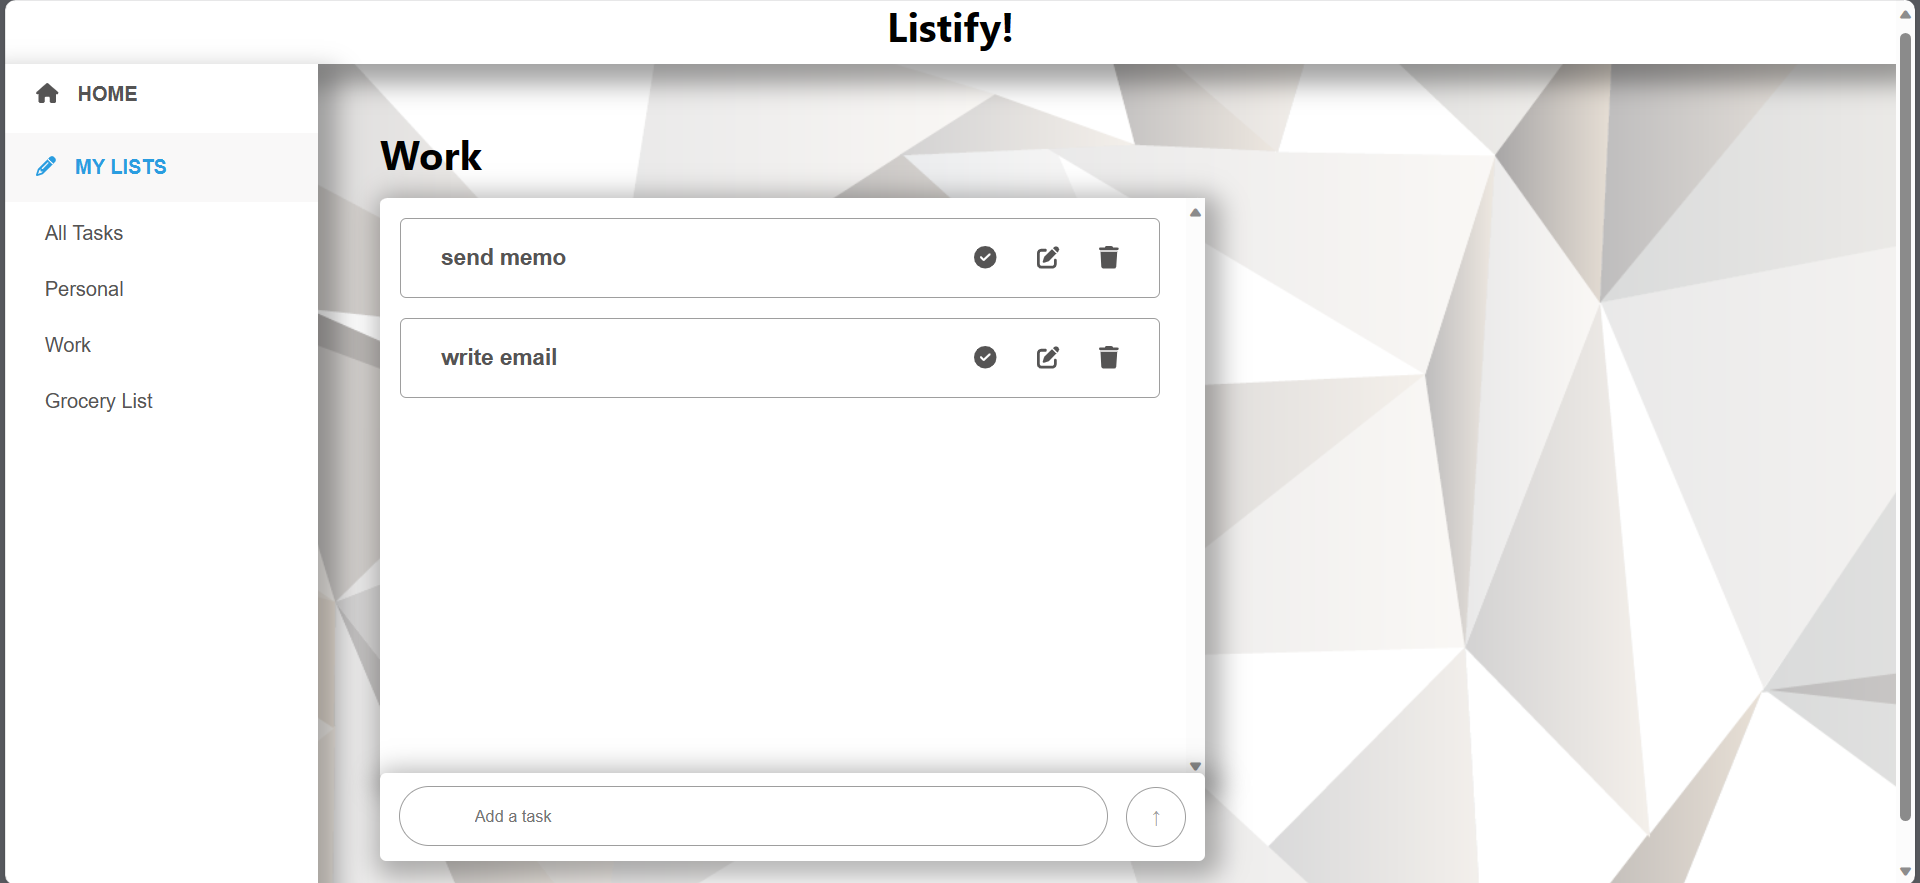 Listify!
HOME
MY LISTS
All Tasks
Personal
Work
Grocery List
Work
send memo
write email
Add a task
↑